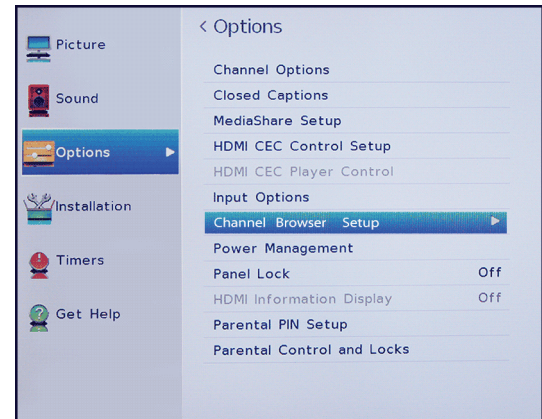 Picture
Sound
Options
Installation
Timers
Get Help
< Options
Channel Options
Closed Captions
MediaShare Setup
HDMI CEC Control Setup
HDMI CEC Player Control
Input Options
Channel Browser Setup
Power Management
Panel Lock Off
HDMI Information Display Off
Parental PIN Setup
Parental Control and Locks